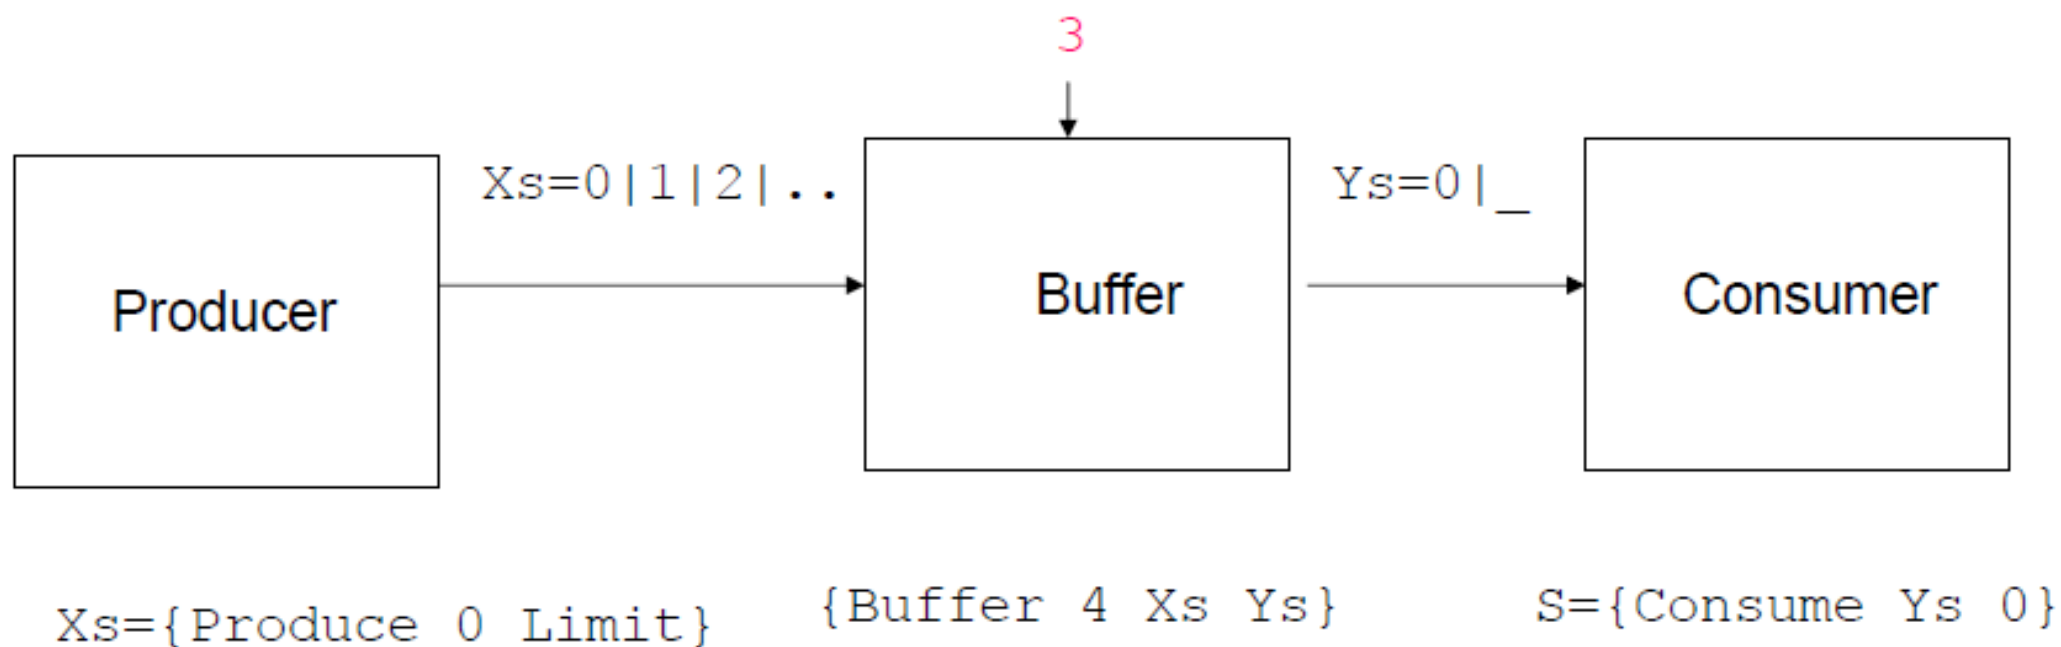 3
Xs=0|1|2|..
Ys=0|_
Producer
Buffer
Consumer
Xs={Produce 0 Limit}
{Buffer 4 Xs Ys}
S={Consume Ys 0}